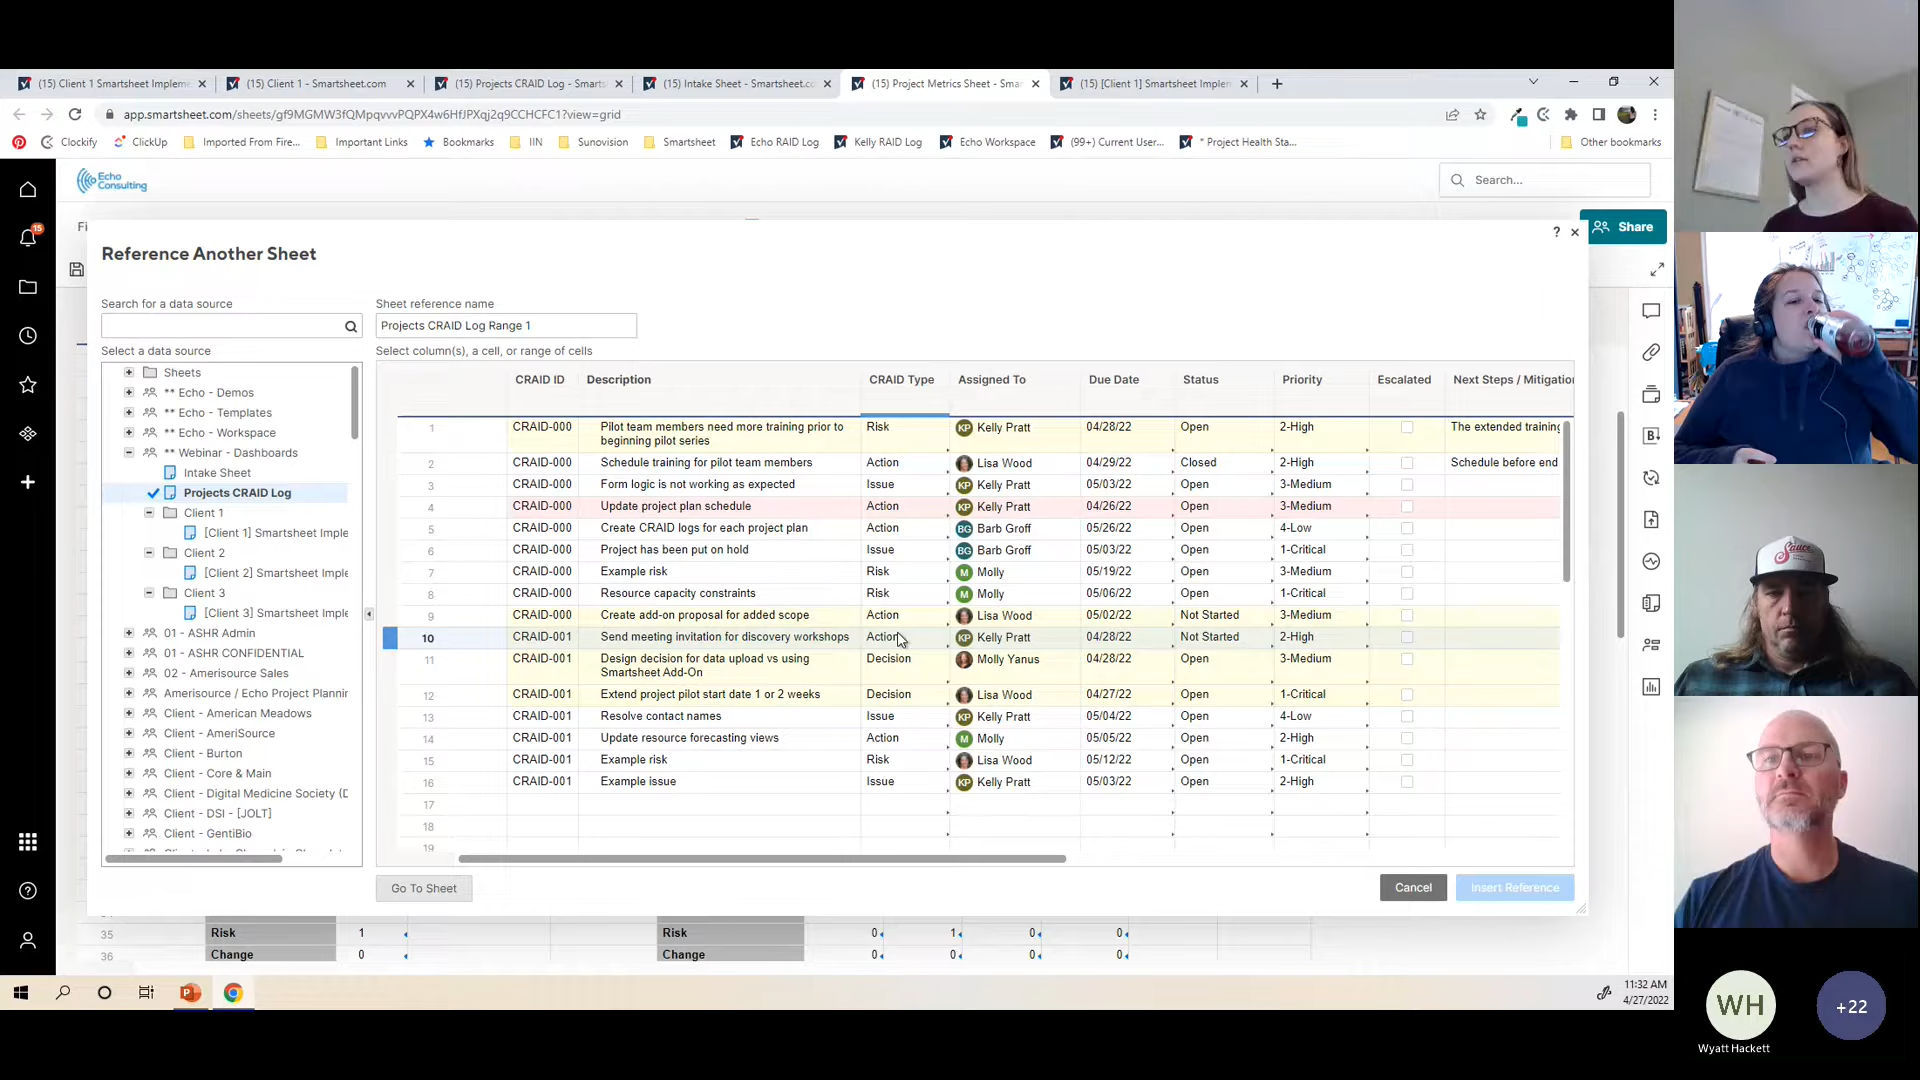 (15) Client 1 Smartsheet Impleme
(15) Client 1 - Smartsheet.com
(15) Projects CRAID Log - Smarts
(15) Intake Sheet - Smartsheet.co
(15) Project Metrics Sheet - Sma
(15) [Client 1] Smartsheet Implem
app.smartsheet.com/sheets/gf9MGMW3fQMpqvvvPQPX4w6HfJPXqj2q9CCHCFC1?view=grid
Clockify
ClickUp
Imported From Fire...
Important Links
Bookmarks
IIN
Sunovision
Smartsheet
Echo RAID Log
Kelly RAID Log
Echo Workspace
(99+) Current User...
* Project Health Sta...
Other bookmarks
Echo
Consulting
Search...
15
Fi
Share
Reference Another Sheet
?
Search for a data source
Sheet reference name
Projects CRAID Log Range 1
Select a data source
Select column(s), a cell, or range of cells
Sheets
** Echo - Demos
** Echo - Templates
** Echo - Workspace
** Webinar - Dashboards
Intake Sheet
Projects CRAID Log
Client 1
[Client 1] Smartsheet Imple
Client 2
[Client 2] Smartsheet Imple
Client 3
[Client 3] Smartsheet Imple
01 - ASHR Admin
01 - ASHR CONFIDENTIAL
02 - Amerisource Sales
Amerisource / Echo Project Plannin
Client - American Meadows
Client - AmeriSource
Client - Burton
Client - Core & Main
Client - Digital Medicine Society (D
Client - DSI - [JOLT]
Client - GentiBio
CRAID ID Description CRAID Type Assigned To Due Date Status Priority Escalated Next Steps / Mitigation
1 Pilot team members need more training prior to beginning pilot series Risk KP Kelly Pratt 04/28/22 Open 2-High The extended training
2 CRAID-000 Schedule training for pilot team members Action Lisa Wood 04/29/22 Closed 2-High Schedule before end
3 CRAID-000 Form logic is not working as expected Issue KP Kelly Pratt 05/03/22 Open 3-Medium
4 CRAID-000 Update project plan schedule Action KP Kelly Pratt 04/26/22 Open 3-Medium
5 CRAID-000 Create CRAID logs for each project plan Action BG Barb Groff 05/26/22 Open 4-Low
6 CRAID-000 Project has been put on hold Issue BG Barb Groff 05/03/22 Open 1-Critical
7 CRAID-000 Example risk Risk M Molly 05/19/22 Open 3-Medium
8 CRAID-000 Resource capacity constraints Risk M Molly 05/06/22 Open 1-Critical
9 CRAID-000 Create add-on proposal for added scope Action Lisa Wood 05/02/22 Not Started 3-Medium
10 CRAID-001 Send meeting invitation for discovery workshops Action KP Kelly Pratt 04/28/22 Not Started 2-High
11 CRAID-001 Design decision for data upload vs using Smartsheet Add-On Decision Molly Yanus 04/28/22 Open 3-Medium
12 CRAID-001 Extend project pilot start date 1 or 2 weeks Decision Lisa Wood 04/27/22 Open 1-Critical
13 CRAID-001 Resolve contact names Issue KP Kelly Pratt 05/04/22 Open 4-Low
14 CRAID-001 Update resource forecasting views Action M Molly 05/05/22 Open 2-High
15 CRAID-001 Example risk Risk Lisa Wood 05/12/22 Open 1-Critical
16 CRAID-001 Example issue Issue KP Kelly Pratt 05/03/22 Open 2-High
17
18
19
Go To Sheet
Cancel
Insert Reference
35 Risk 1 Risk 0 1 0 0
36 Change 0 Change 0 0 0 0
11:32 AM
4/27/2022
Sauce
WH
+22
Wyatt Hackett